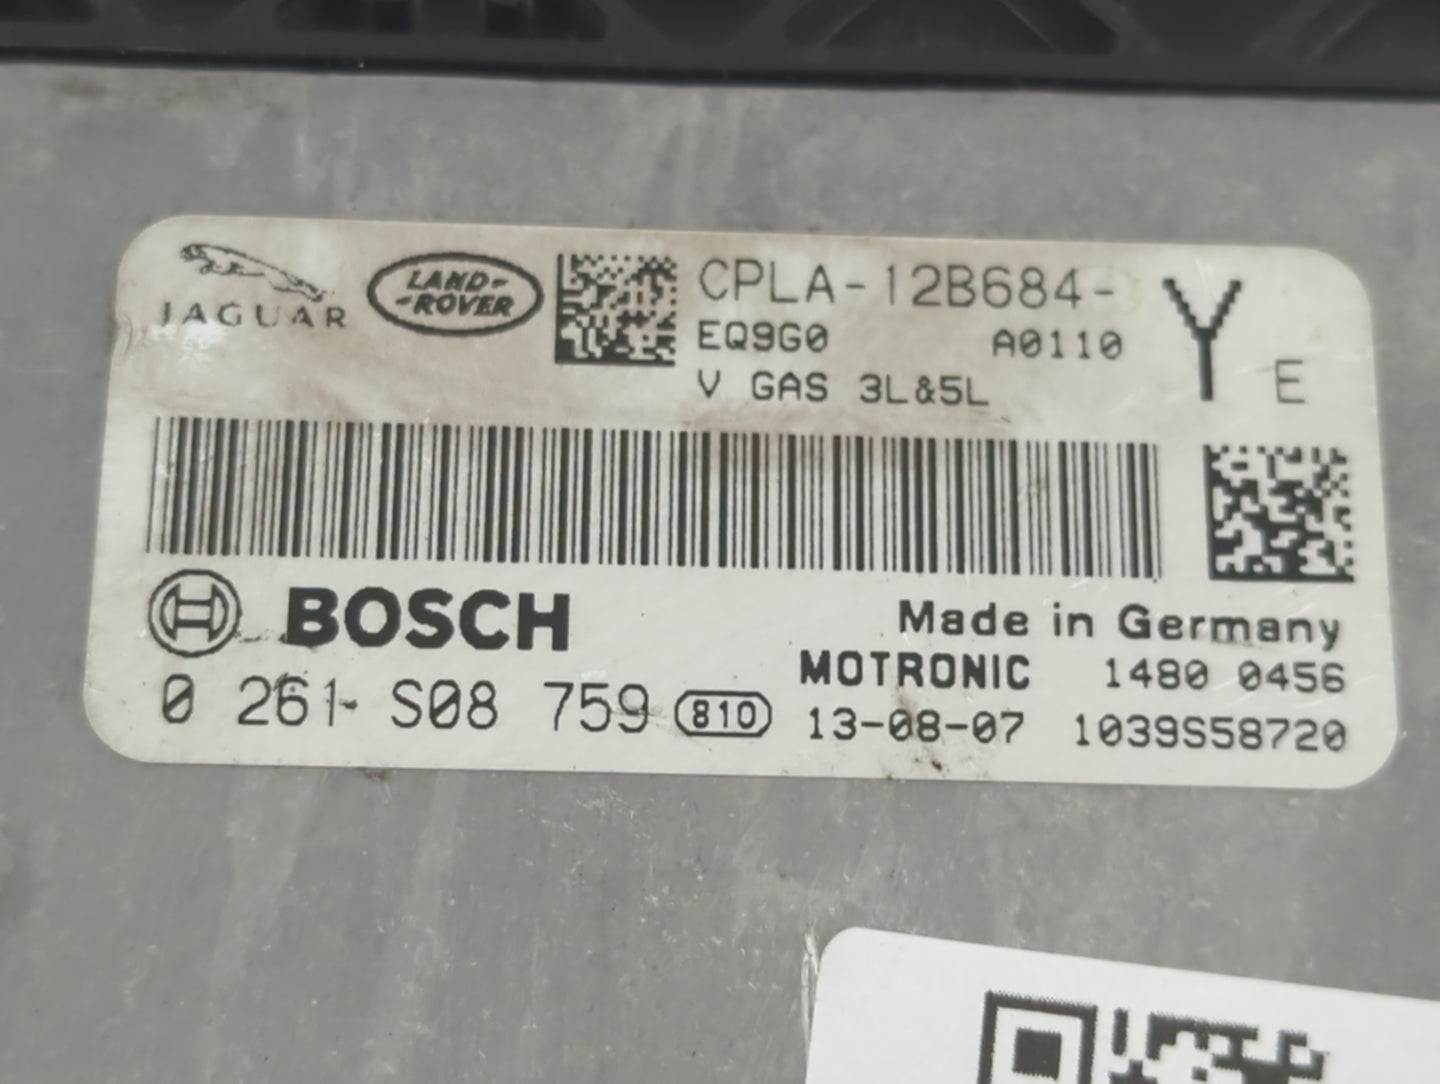 JAGUAR
LAND-
-ROVER
CPLA-12B684-
EQ9G0 A0110
V GAS 3L&5L
Y E
BOSCH
Made in Germany
MOTRONIC 1480 0456
0 261 S08 759 810 13-08-07 1039S58720